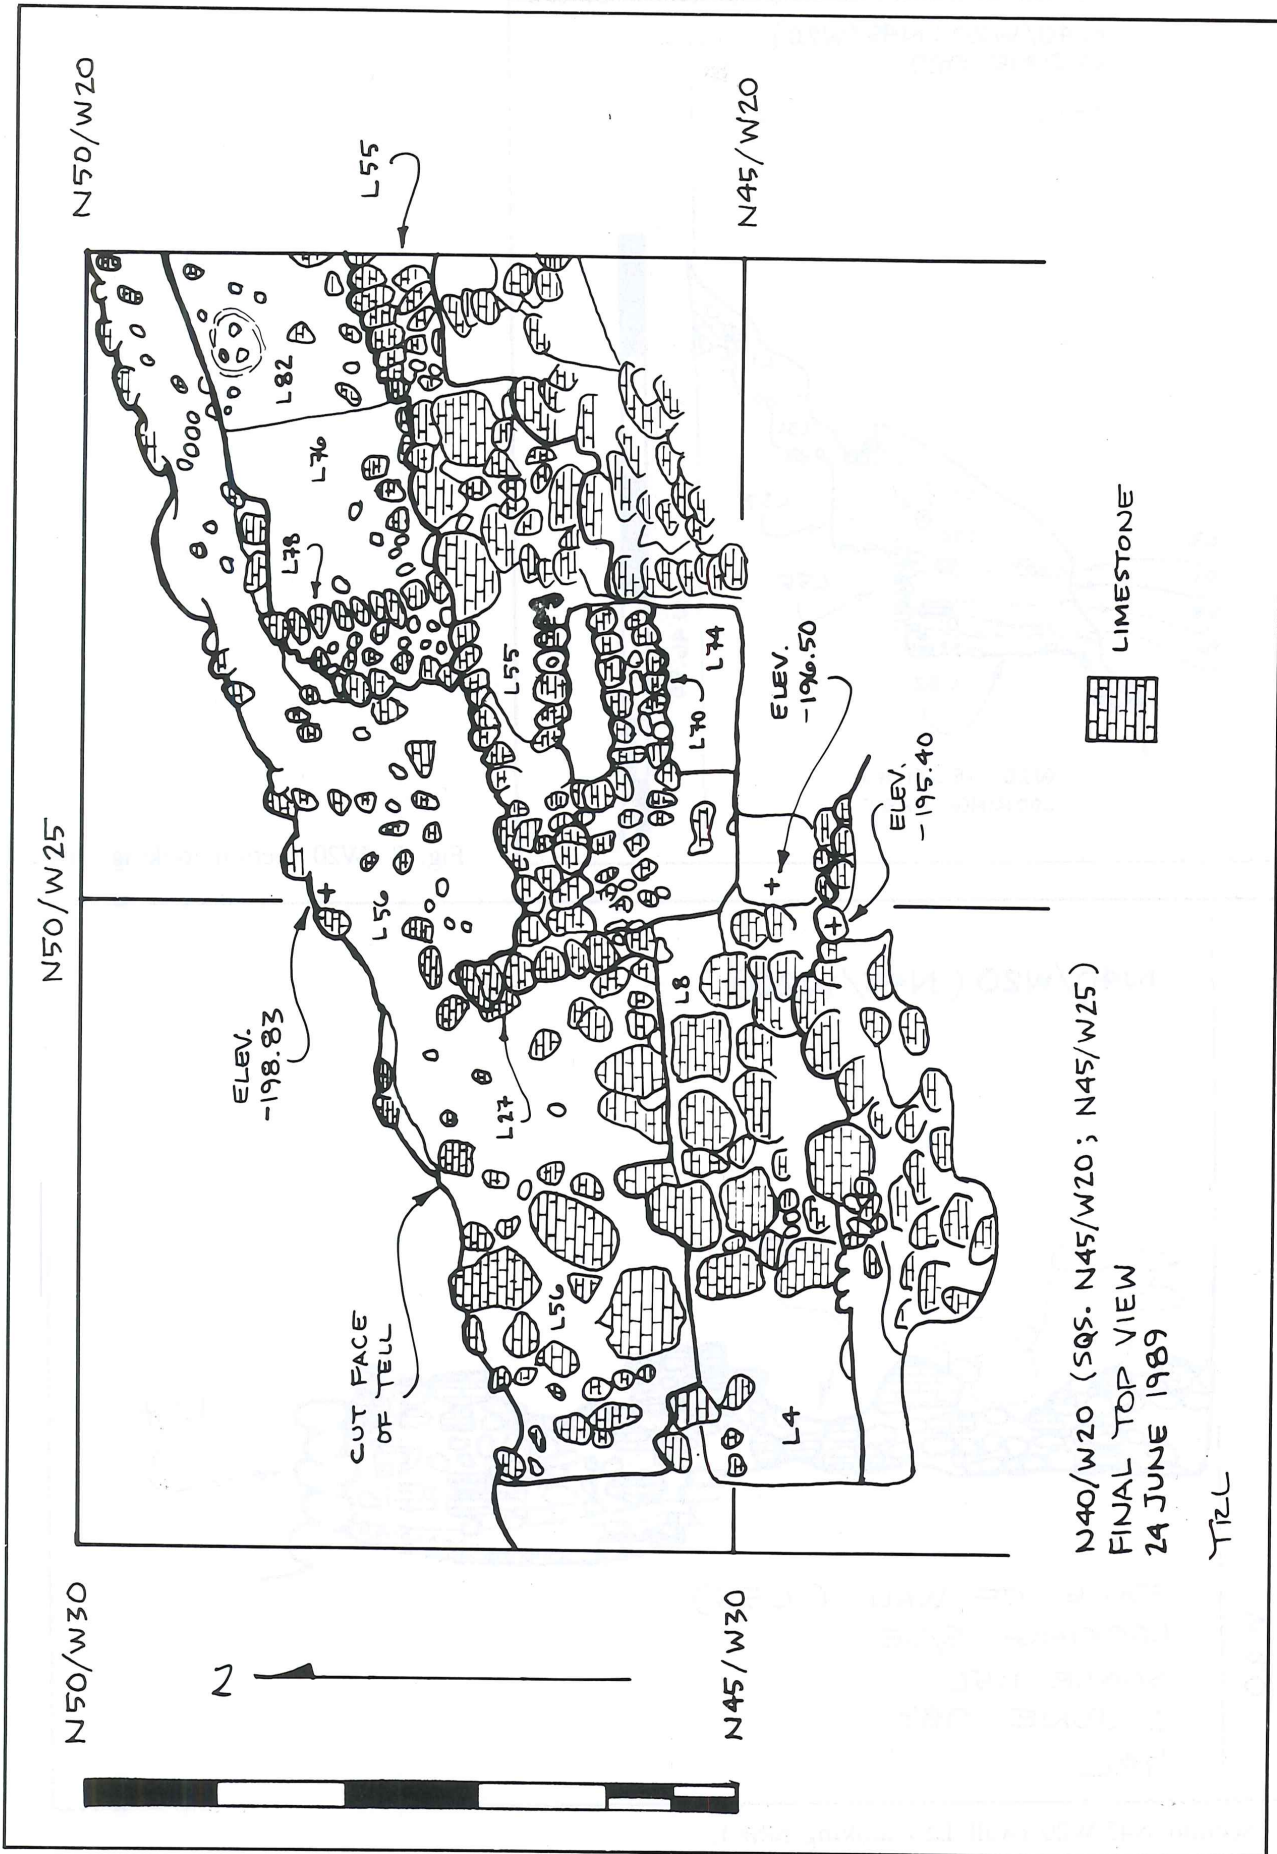 N50/W30
N50/W25
N50/W20
N
ELEV.
-198.83
CUT FACE
OF TELL
L55
L82
L76
L78
L56
L55
L27
L56
L70
L74
L8
L4
ELEV.
-196.50
ELEV.
-195.40
N45/W30
N45/W20
N40/W20 (SQS. N45/W20; N45/W25)
FINAL TOP VIEW
24 JUNE 1989
LIMESTONE